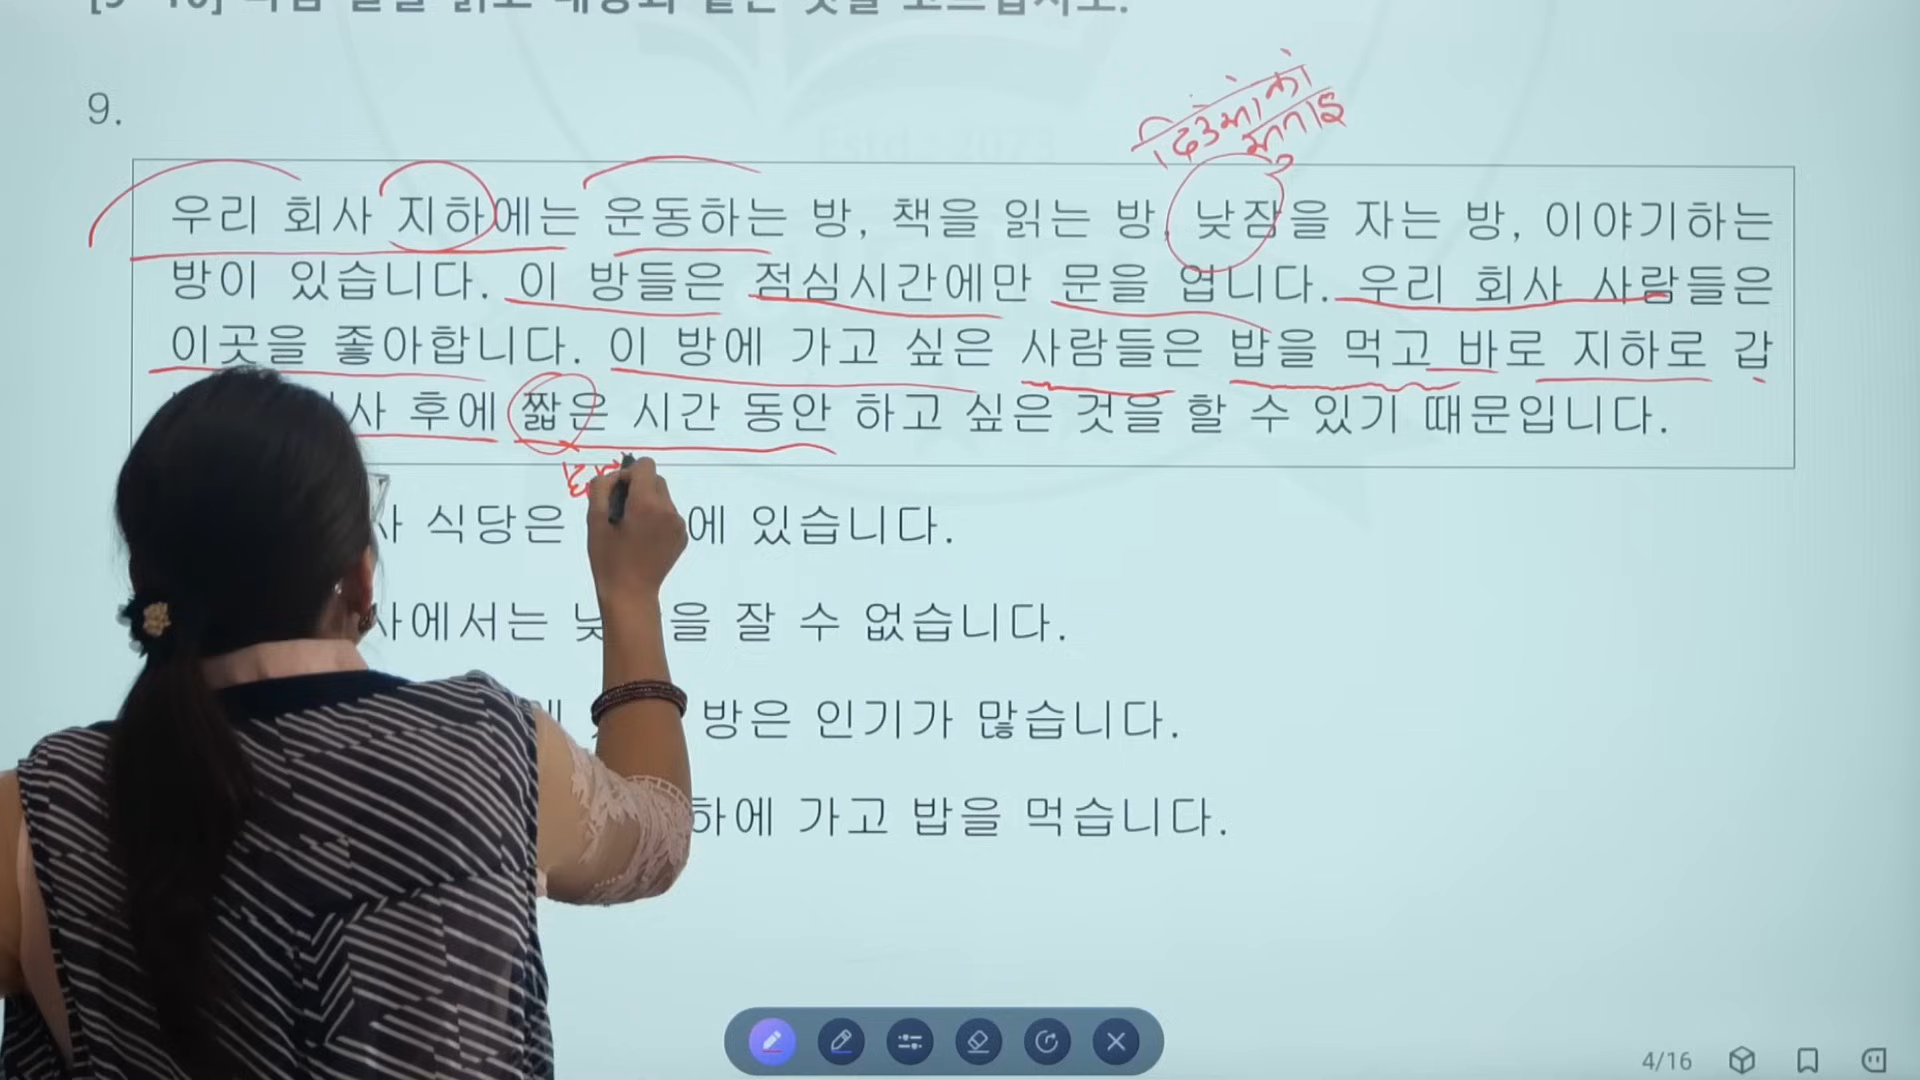 9.
दिउसोको
सुताइ
우리 회사 지하에는 운동하는 방, 책을 읽는 방, 낮잠을 자는 방, 이야기하는
방이 있습니다. 이 방들은 점심시간에만 문을 엽니다. 우리 회사 사람들은
이곳을 좋아합니다. 이 방에 가고 싶은 사람들은 밥을 먹고 바로 지하로 갑
후에 짧은 시간 동안 하고 싶은 것을 할 수 있기 때문입니다.
식당은 에 있습니다.
사에서는 을 잘 수 없습니다.
방은 인기가 많습니다.
하에 가고 밥을 먹습니다.
4/16